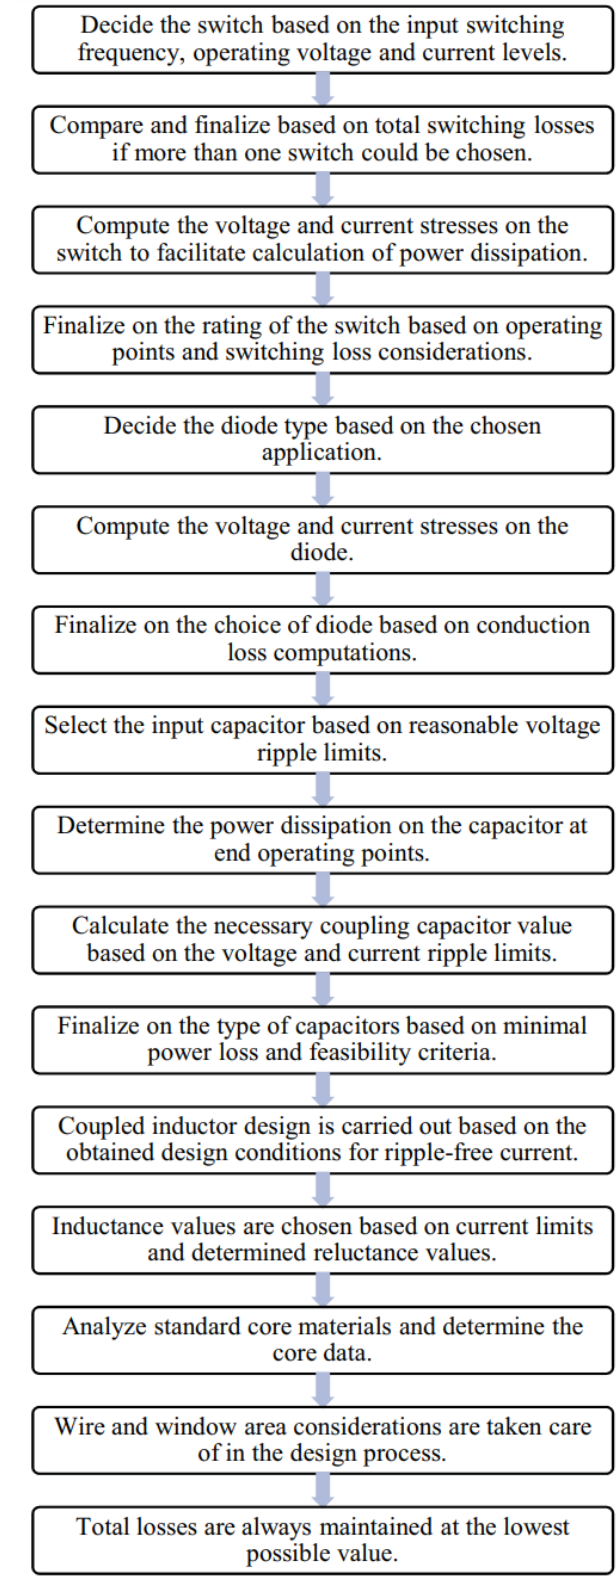 Decide the switch based on the input switching
frequency, operating voltage and current levels.
Compare and finalize based on total switching losses
if more than one switch could be chosen.
Compute the voltage and current stresses on the
switch to facilitate calculation of power dissipation.
Finalize on the rating of the switch based on operating
points and switching loss considerations.
Decide the diode type based on the chosen
application.
Compute the voltage and current stresses on the
diode.
Finalize on the choice of diode based on conduction
loss computations.
Select the input capacitor based on reasonable voltage
ripple limits.
Determine the power dissipation on the capacitor at
end operating points.
Calculate the necessary coupling capacitor value
based on the voltage and current ripple limits.
Finalize on the type of capacitors based on minimal
power loss and feasibility criteria.
Coupled inductor design is carried out based on the
obtained design conditions for ripple-free current.
Inductance values are chosen based on current limits
and determined reluctance values.
Analyze standard core materials and determine the
core data.
Wire and window area considerations are taken care
of in the design process.
Total losses are always maintained at the lowest
possible value.